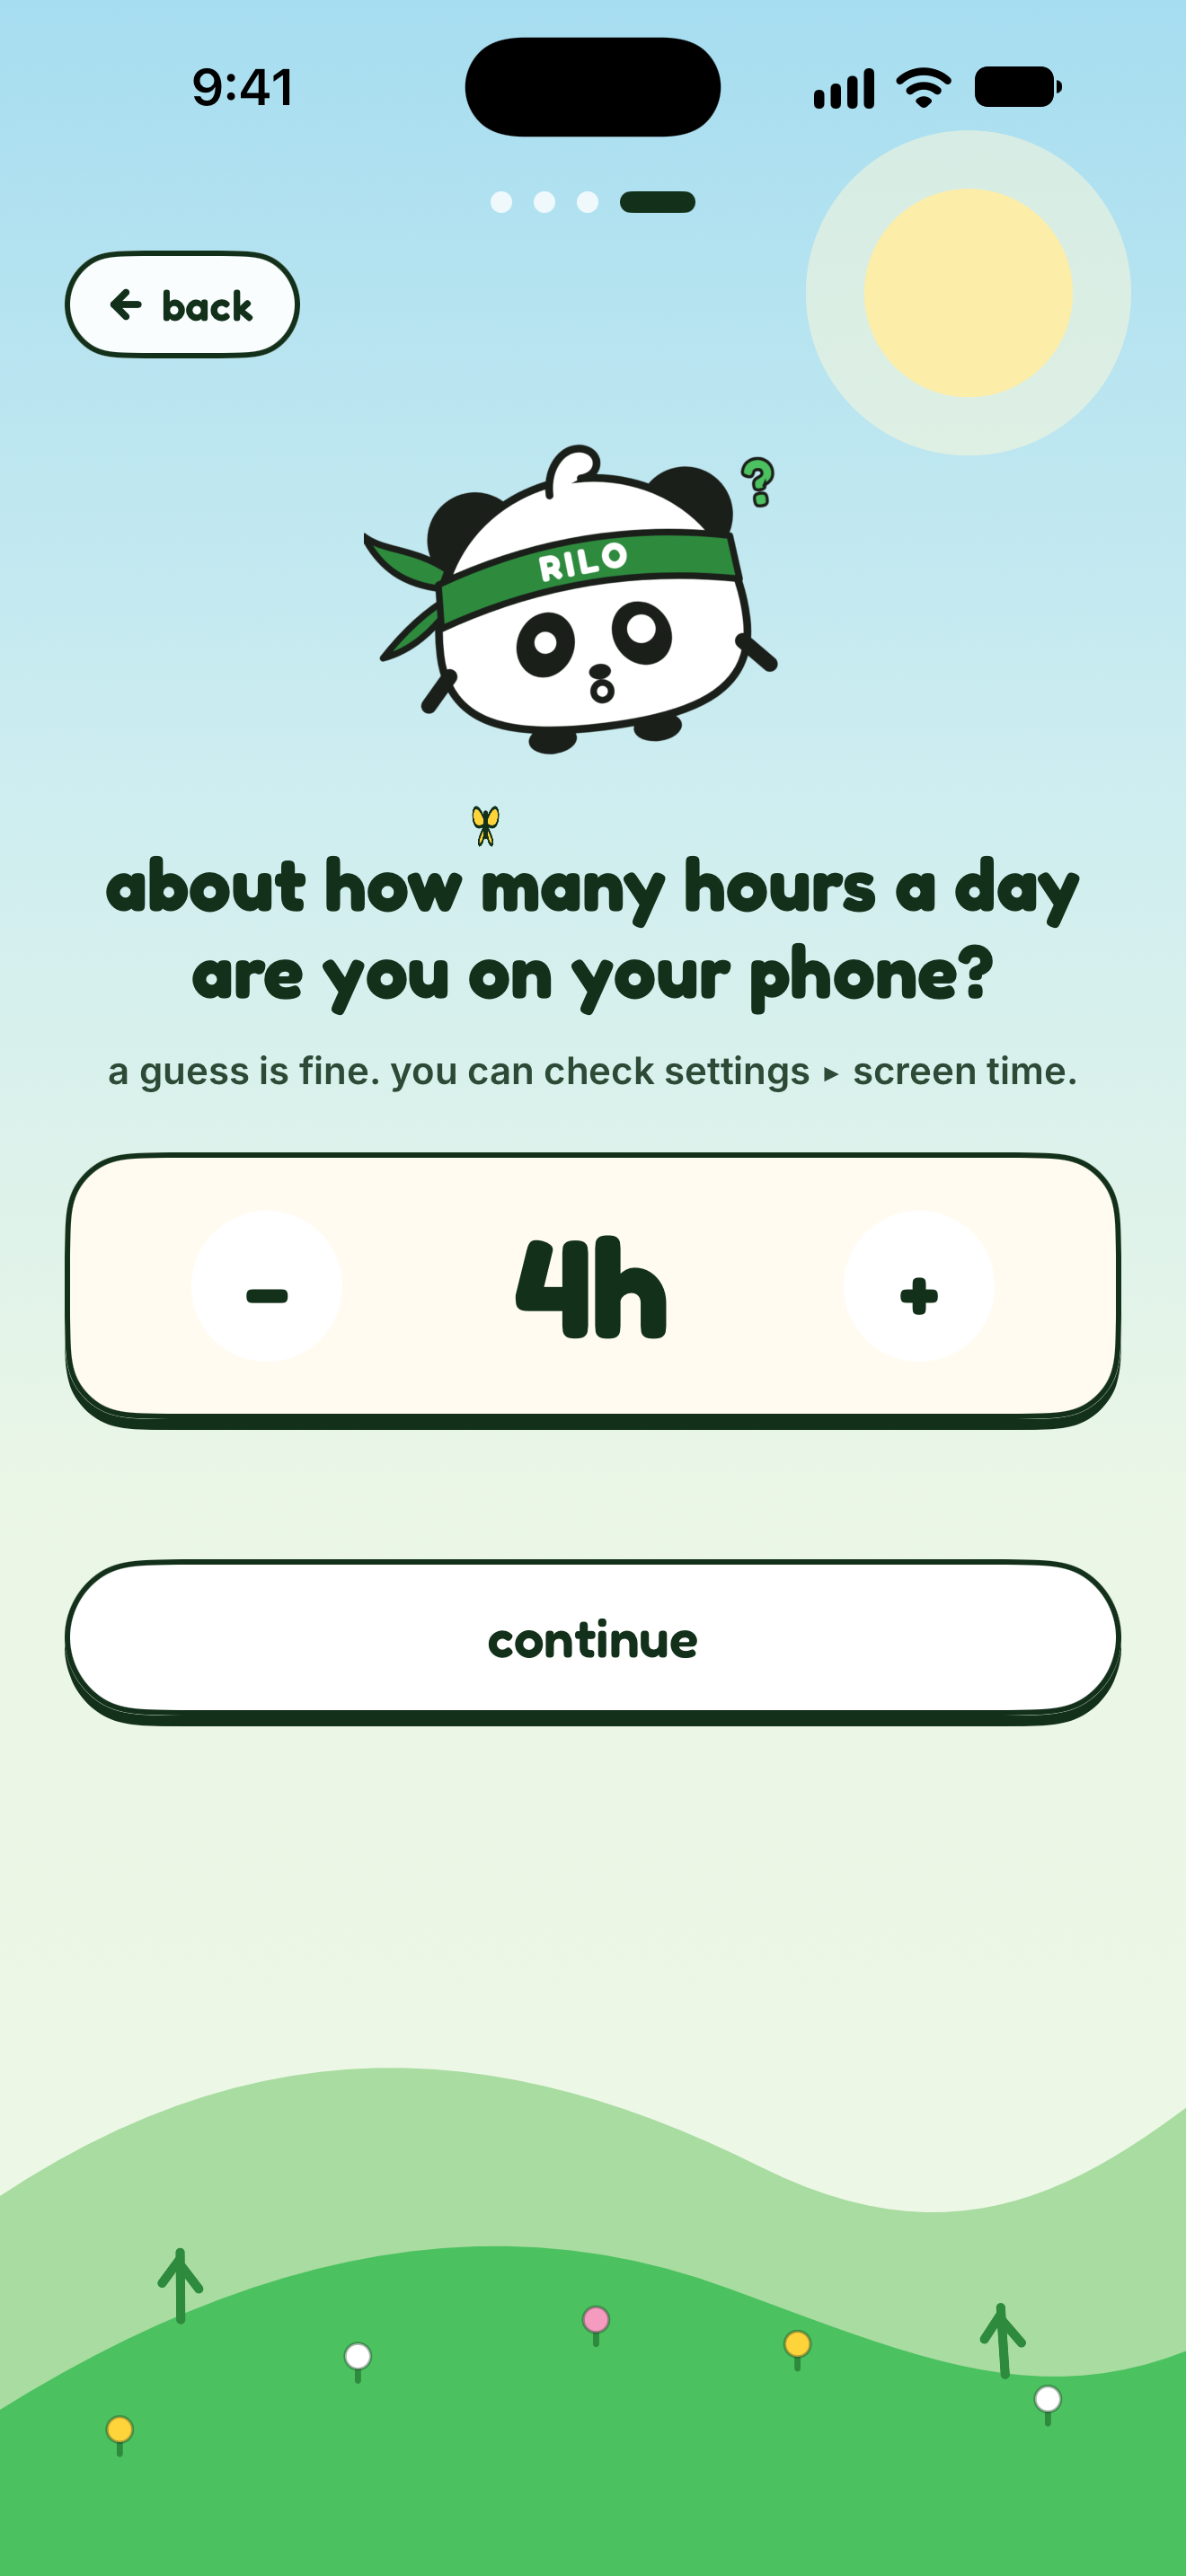 9:41
← back
?
RILO
about how many hours a day
are you on your phone?
a guess is fine. you can check settings ▸ screen time.
- 4h +
continue